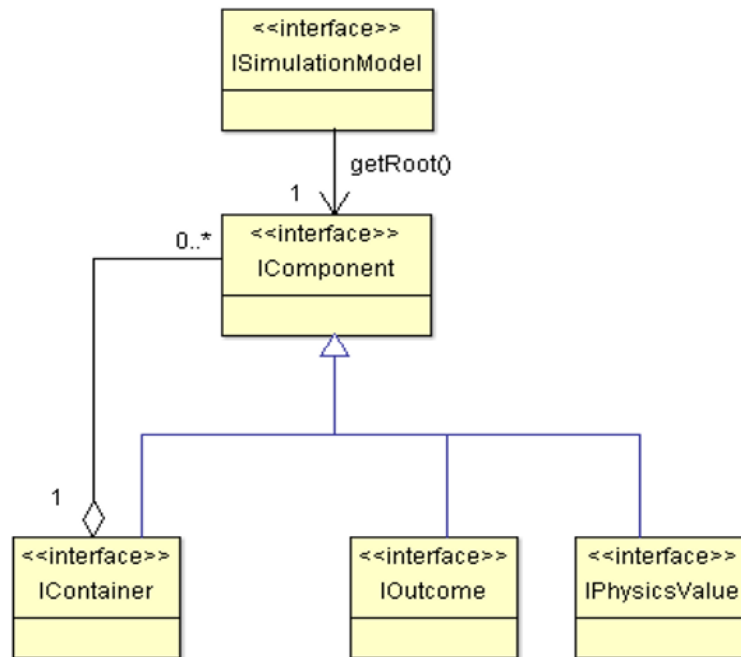 <<interface>>
ISimulationModel
getRoot()
1
0..*
<<interface>>
IComponent
1
<<interface>>
IContainer
<<interface>>
IOutcome
<<interface>>
IPhysicsValue